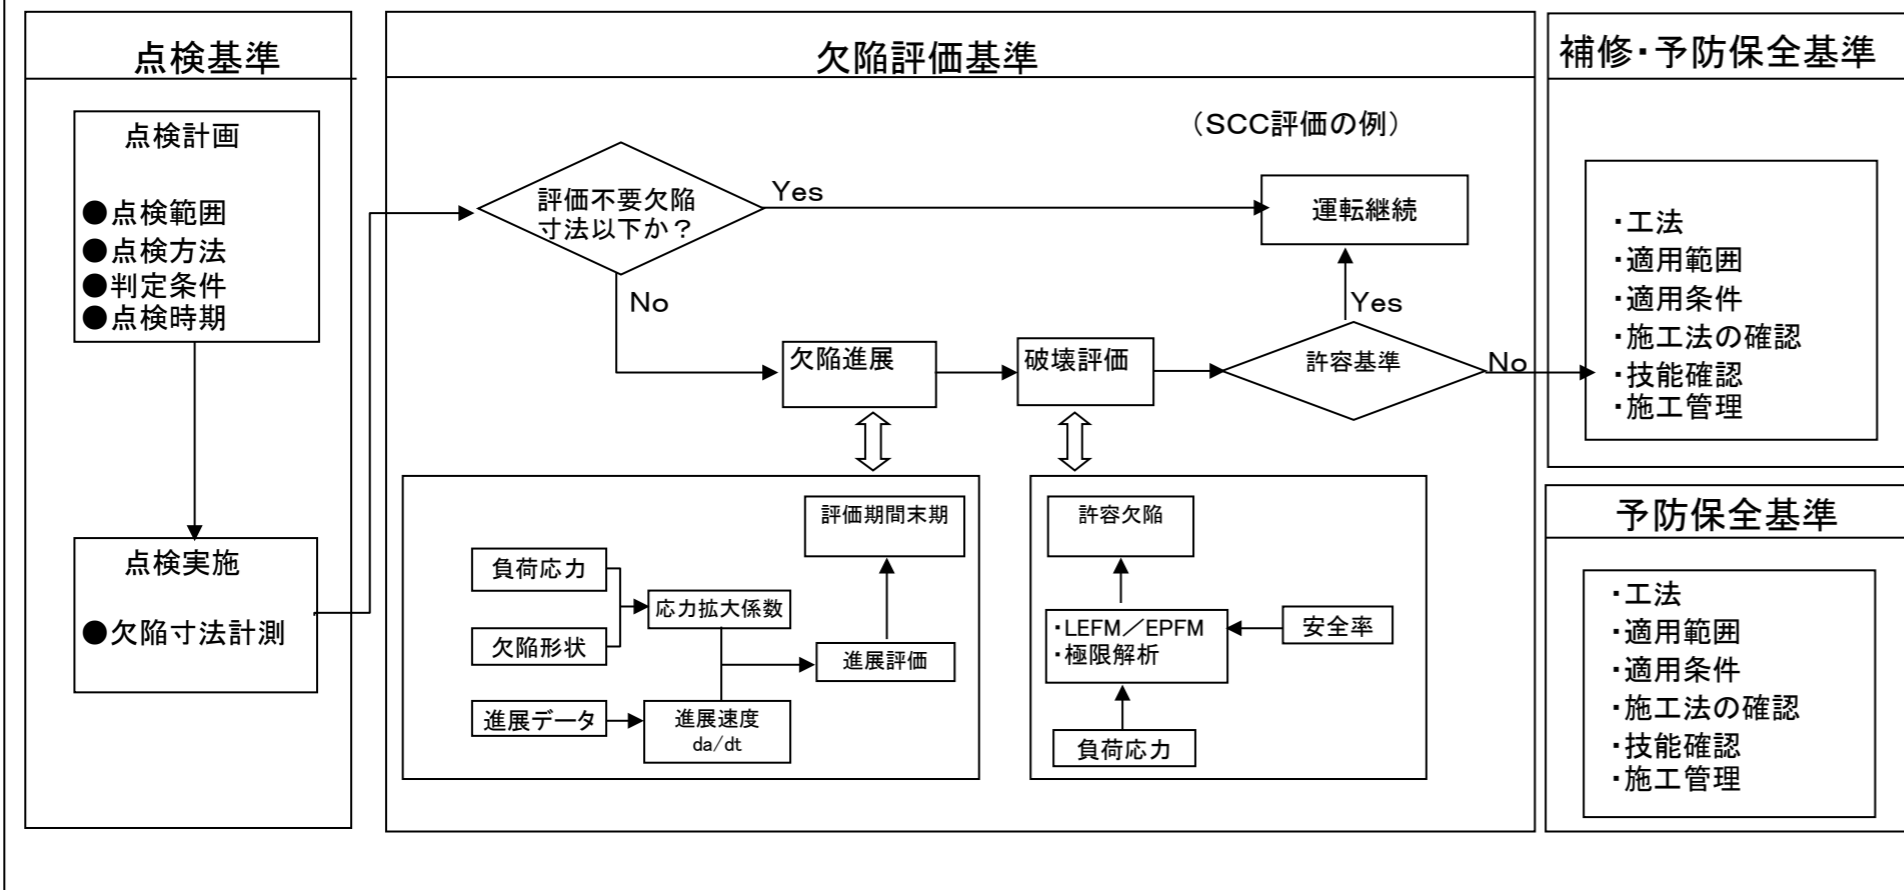 点検基準
点検計画
●点検範囲
●点検方法
●判定条件
●点検時期
点検実施
●欠陥寸法計測
欠陥評価基準
（SCC評価の例）
評価不要欠陥
寸法以下か？
Yes
運転継続
No
欠陥進展
破壊評価
許容基準
Yes
No
評価期間末期
負荷応力
欠陥形状
応力拡大係数
進展評価
進展データ
進展速度
da/dt
許容欠陥
・LEFM／EPFM
・極限解析
安全率
負荷応力
補修・予防保全基準
・工法
・適用範囲
・適用条件
・施工法の確認
・技能確認
・施工管理
予防保全基準
・工法
・適用範囲
・適用条件
・施工法の確認
・技能確認
・施工管理